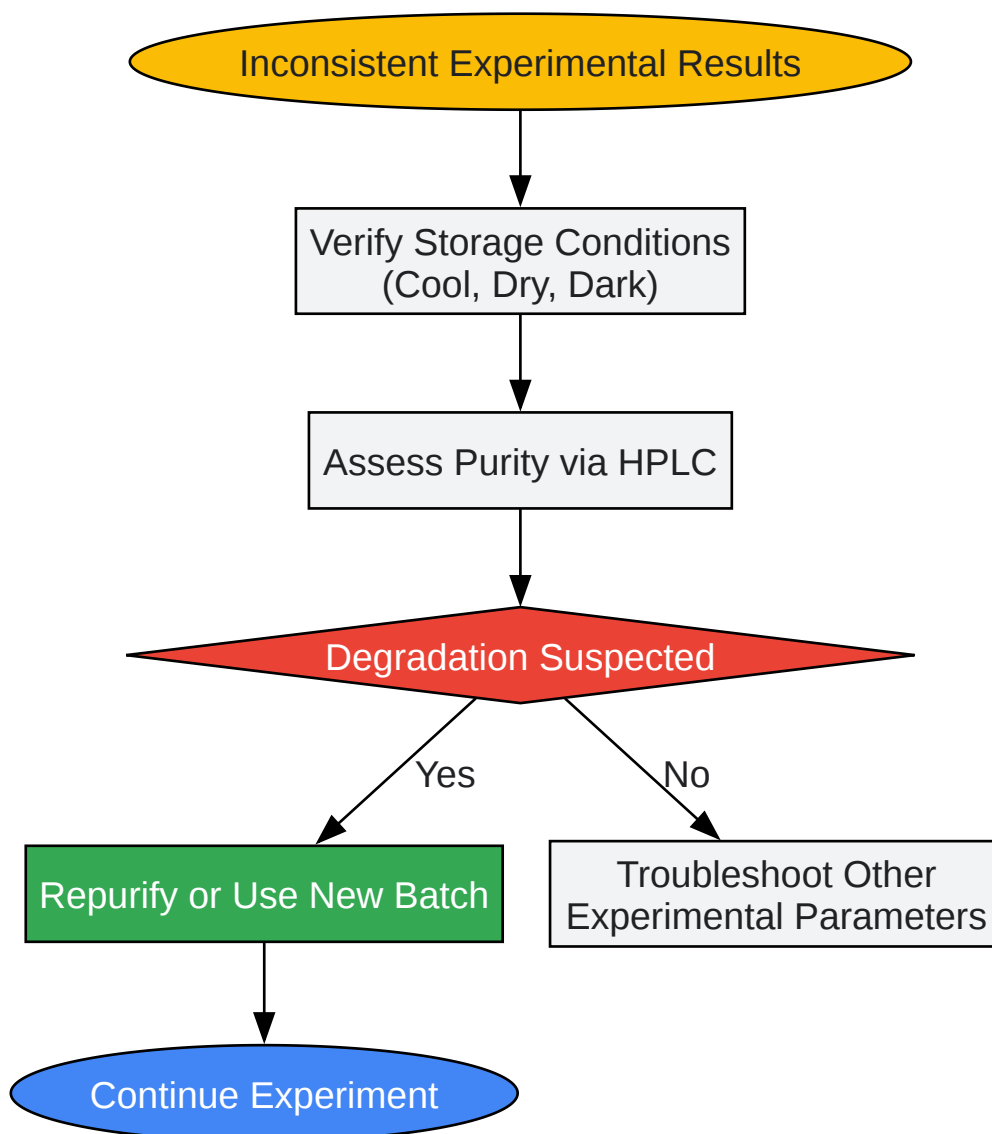 Inconsistent Experimental Results
Verify Storage Conditions
(Cool, Dry, Dark)
Assess Purity via HPLC
Degradation Suspected
Yes
No
Repurify or Use New Batch
Troubleshoot Other
Experimental Parameters
Continue Experiment